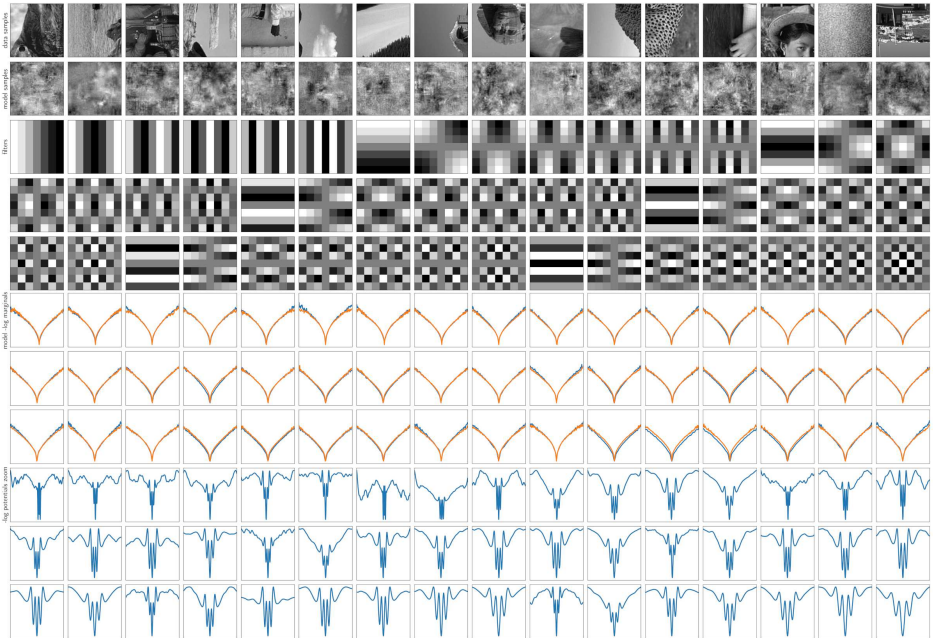 data samples
model samples
filters
model -log marginals
-log potentials zoom